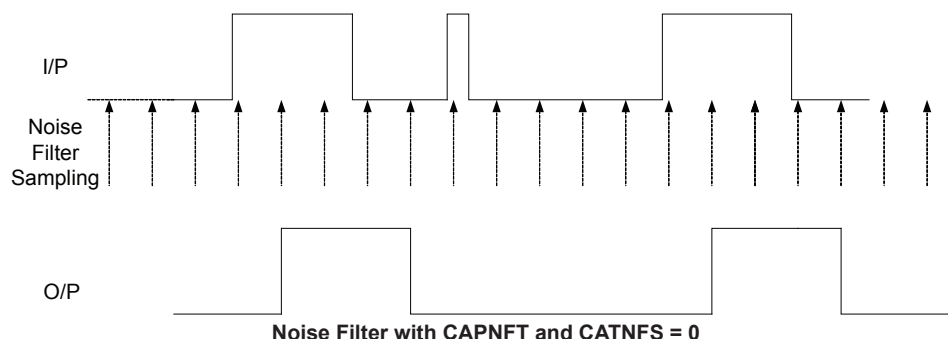 I/P
Noise
Filter
Sampling
O/P
Noise Filter with CAPNFT and CATNFS = 0